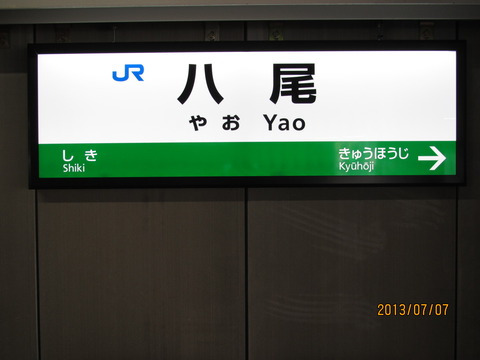 JR 八尾
やお Yao
しき きゅうほうじ →
Shiki Kyūhōji
2013/07/07